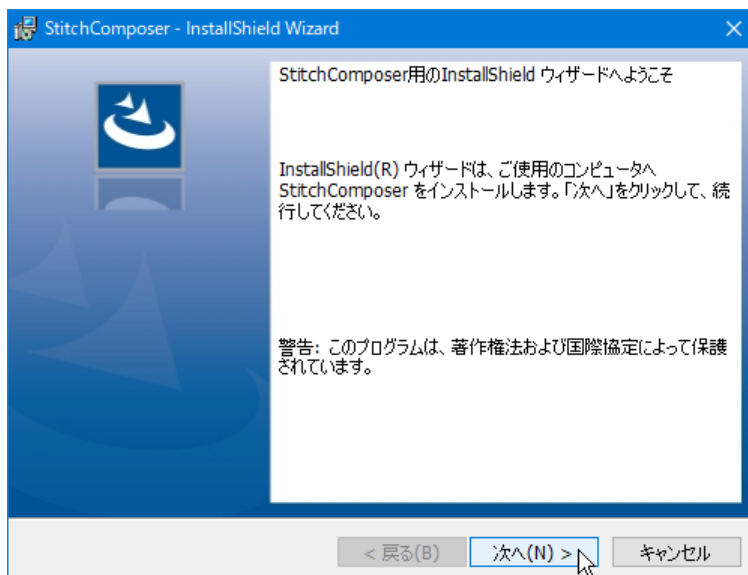 StitchComposer - InstallShield Wizard
StitchComposer用のInstallShield ウィザードへようこそ
InstallShield(R) ウィザードは、ご使用のコンピュータへ
StitchComposer をインストールします。「次へ」をクリックして、続
行してください。
警告: このプログラムは、著作権法および国際協定によって保護
されています。
< 戻る(B)
次へ(N) >
キャンセル